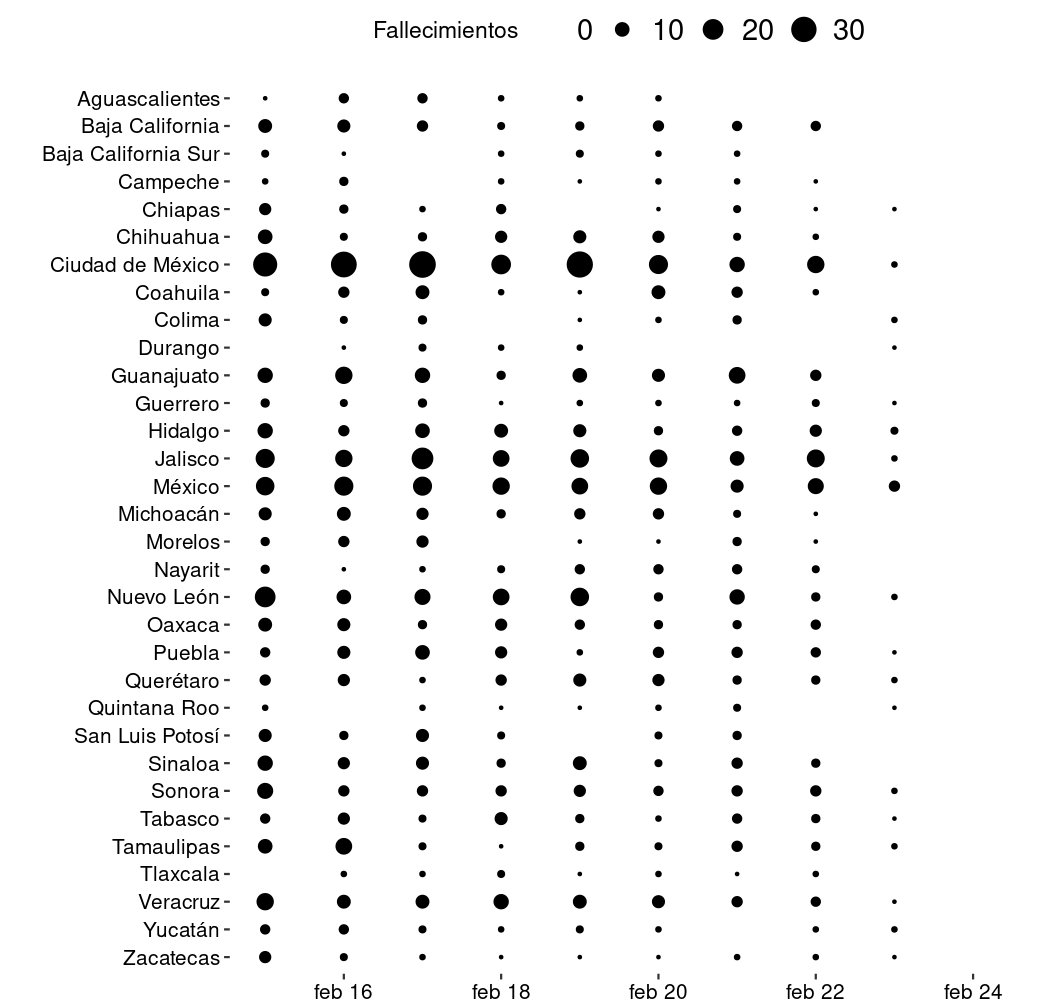 Fallecimientos 0 10 20 30
Aguascalientes
Baja California
Baja California Sur
Campeche
Chiapas
Chihuahua
Ciudad de México
Coahuila
Colima
Durango
Guanajuato
Guerrero
Hidalgo
Jalisco
México
Michoacán
Morelos
Nayarit
Nuevo León
Oaxaca
Puebla
Querétaro
Quintana Roo
San Luis Potosí
Sinaloa
Sonora
Tabasco
Tamaulipas
Tlaxcala
Veracruz
Yucatán
Zacatecas
feb 16 feb 18 feb 20 feb 22 feb 24